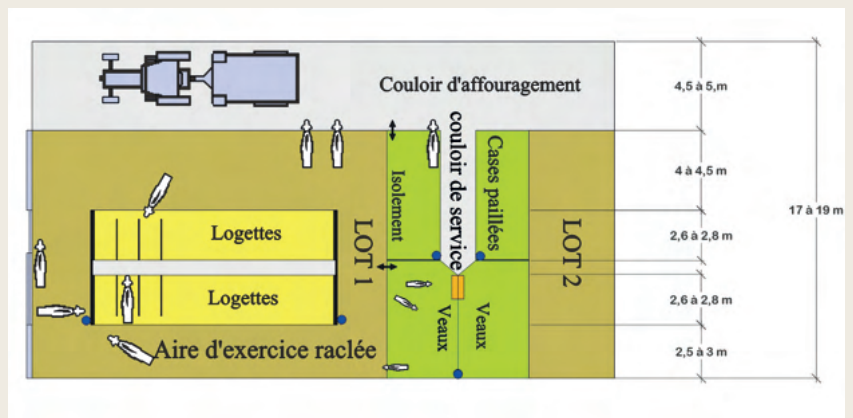 Couloir d'affouragement
4,5 à 5,m
couloir de service
Isolement
Cases paillées
4 à 4,5 m
17 à 19 m
Logettes
LOT 1
LOT 2
2,6 à 2,8 m
Logettes
Veaux
Veaux
2,6 à 2,8 m
Aire d'exercice raclée
2,5 à 3 m